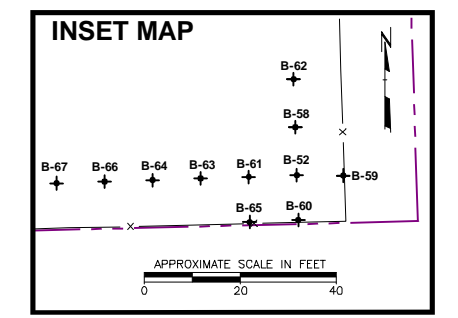 INSET MAP
N
B-62
B-58
B-67 B-66 B-64 B-63 B-61 B-52 B-59
B-65 B-60
APPROXIMATE SCALE IN FEET
0 20 40